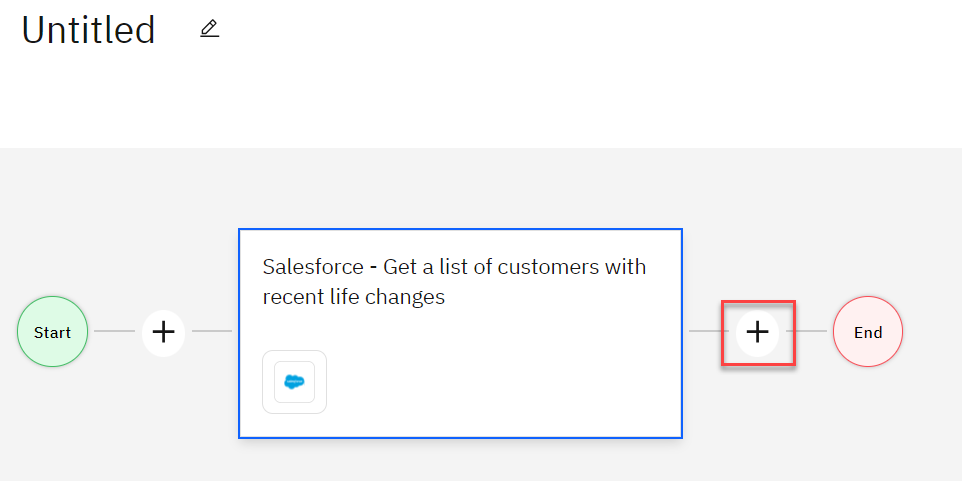 Untitled
Salesforce - Get a list of customers with
recent life changes
Start
End